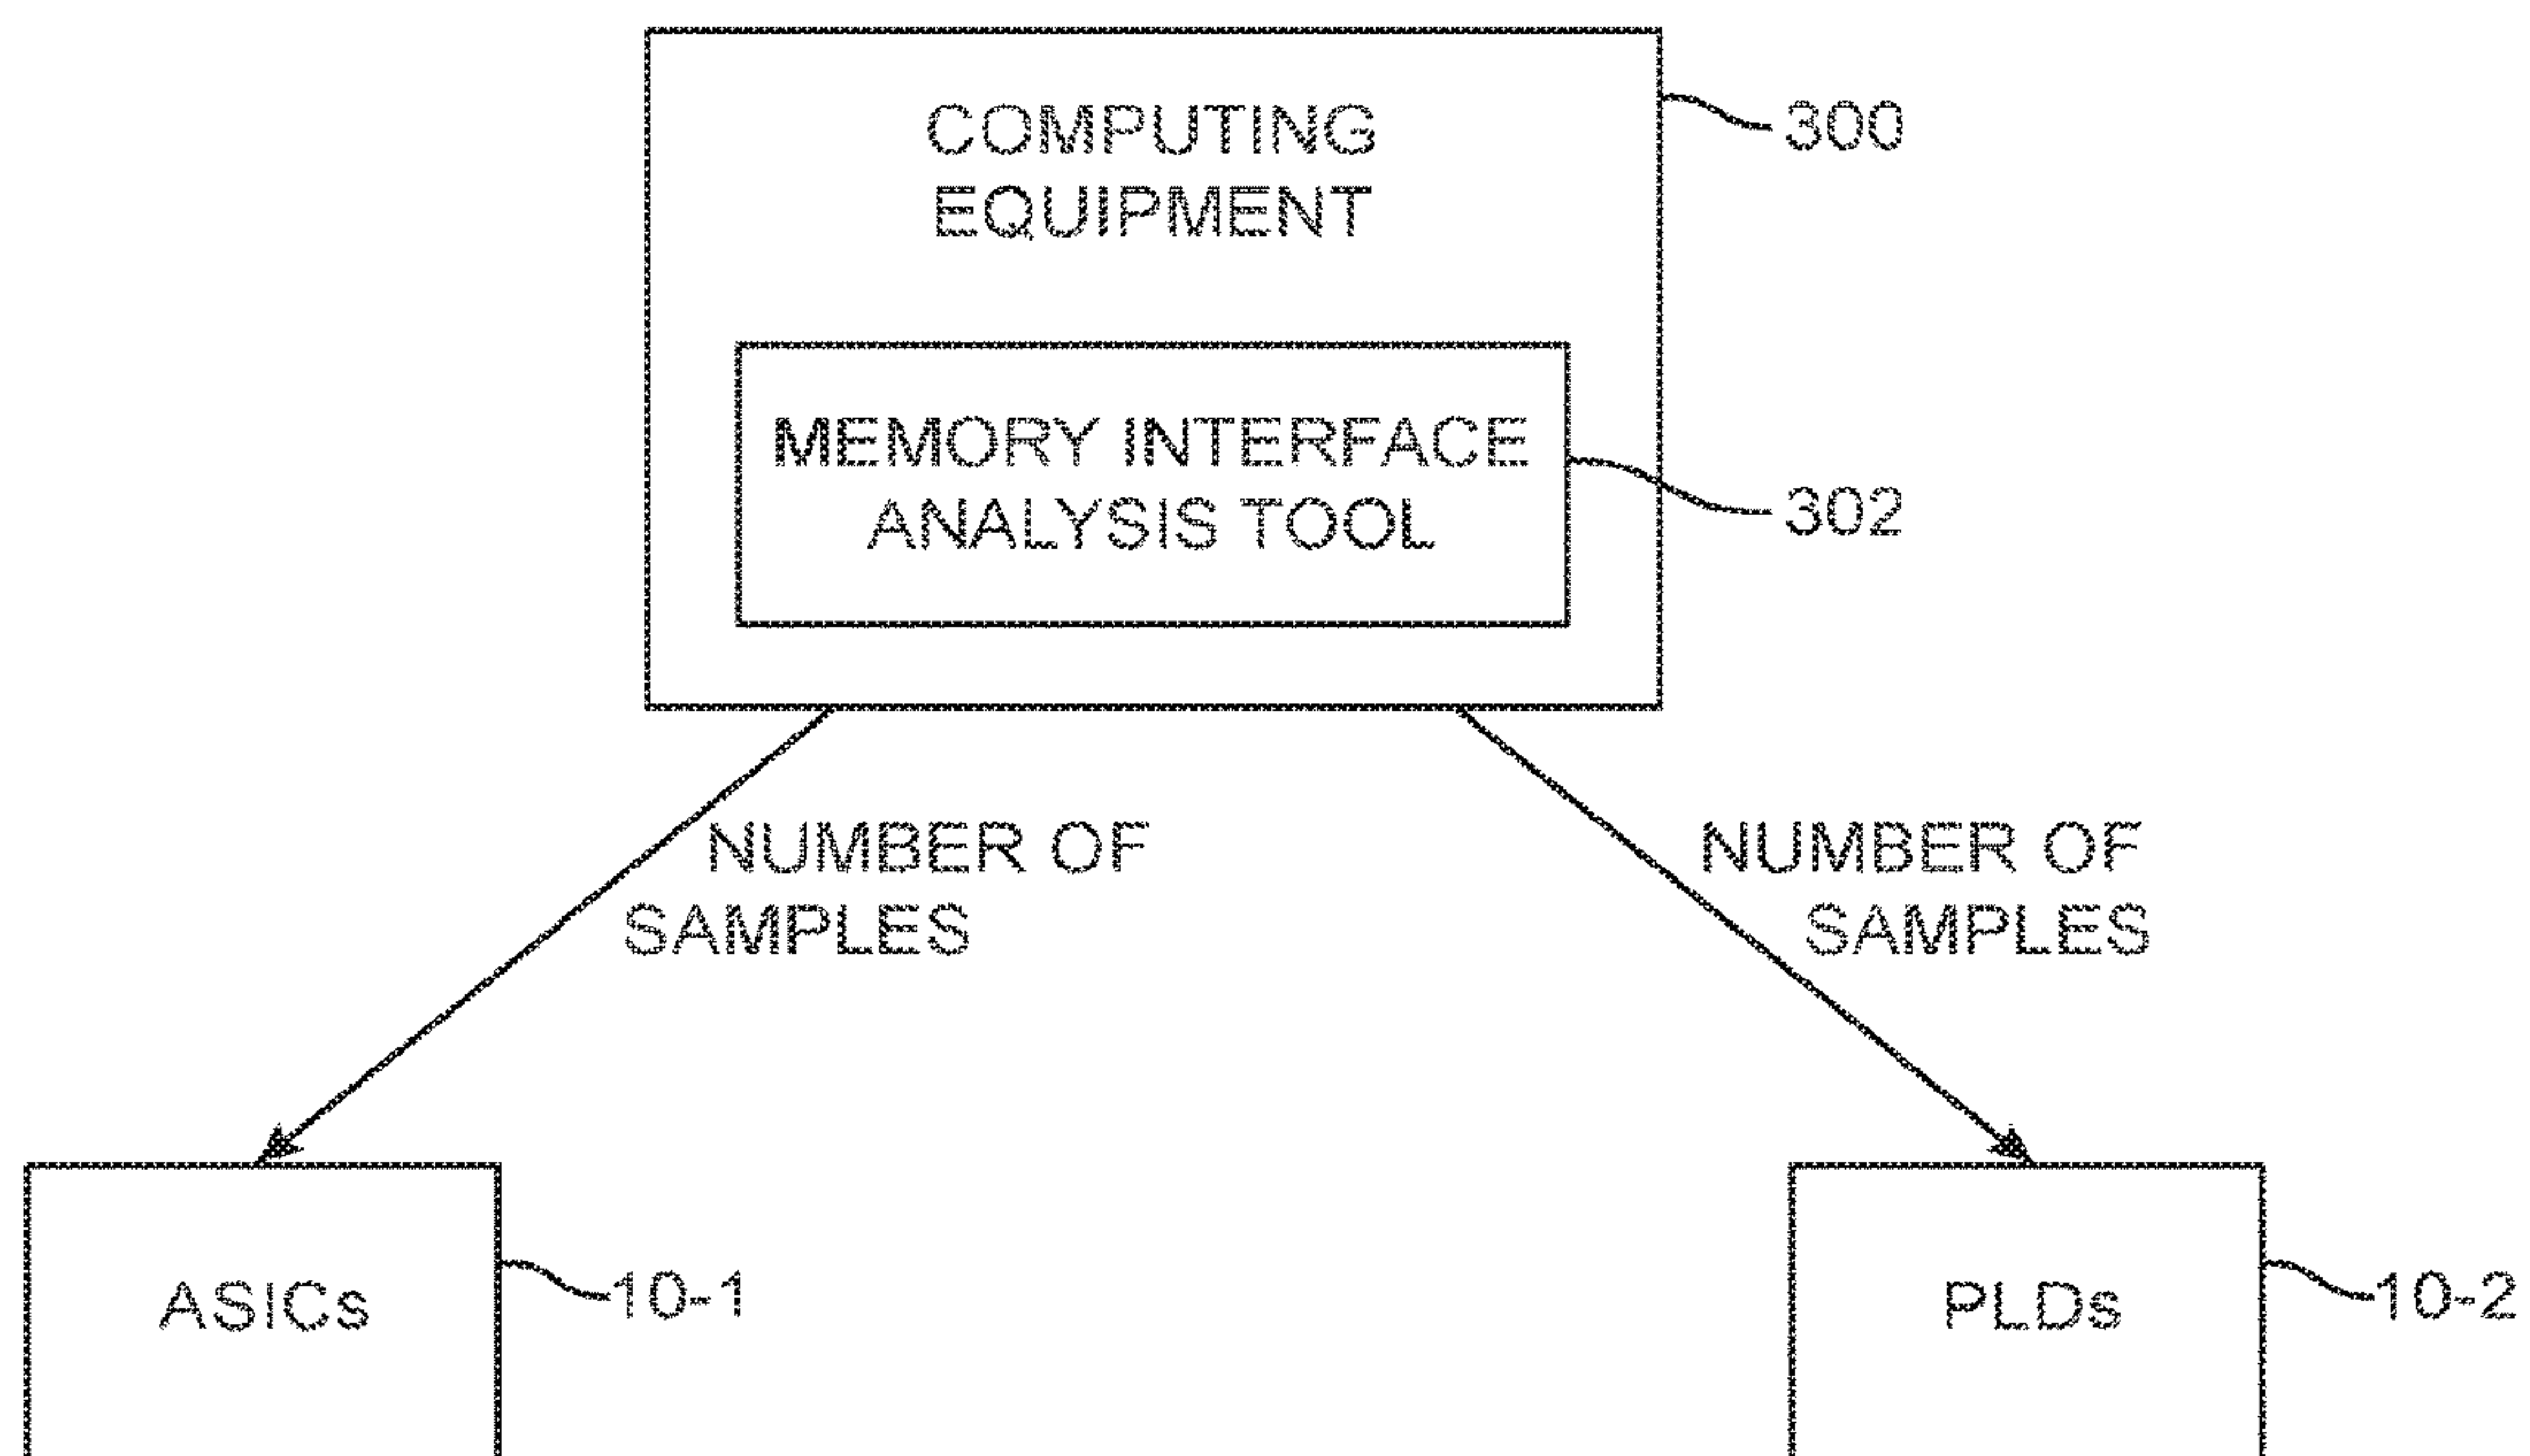 COMPUTING
EQUIPMENT
300
MEMORY INTERFACE
ANALYSIS TOOL
302
NUMBER OF
SAMPLES
NUMBER OF
SAMPLES
ASICs
10-1
PLDs
10-2